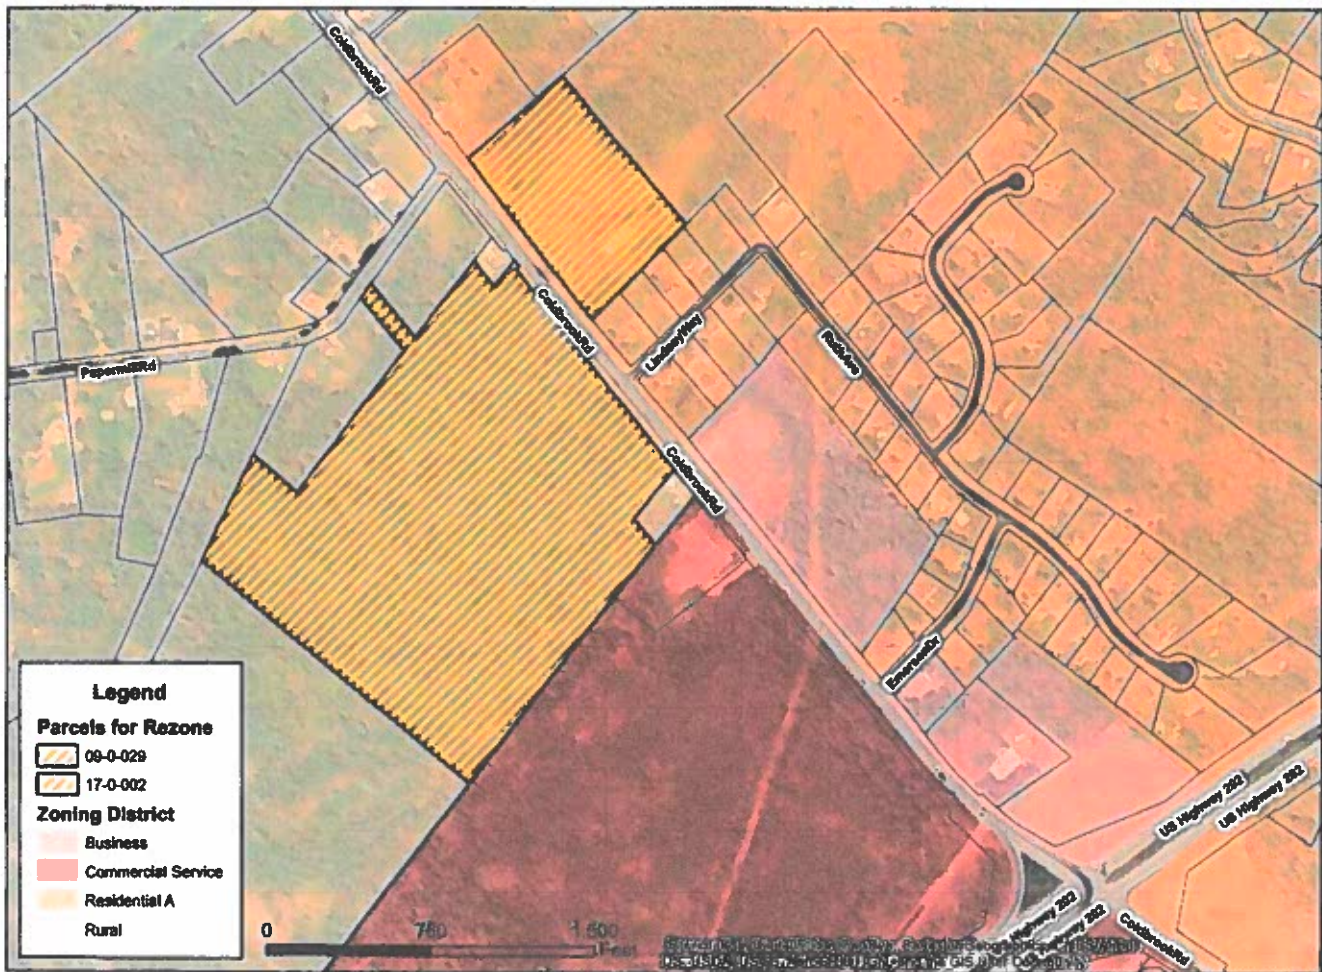 Coldbrook Rd
Coldbrook Rd
Lindsay Way
Ruth Ave
Papermill Rd
Coldbrook Rd
Emerson Dr
US Highway 202
US Highway 202
Highway 202
Highway 202
Coldbrook Rd
Legend
Parcels for Rezone
09-0-029
17-0-002
Zoning District
Business
Commercial Service
Residential A
Rural
0 750 1,500
Feet